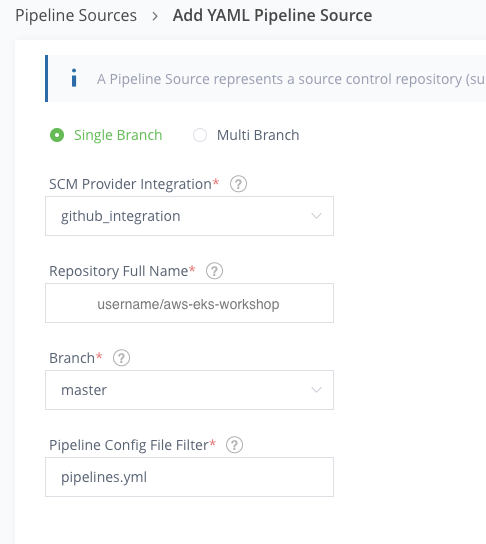 Pipeline Sources > Add YAML Pipeline Source
i A Pipeline Source represents a source control repository (su
Single Branch Multi Branch
SCM Provider Integration* ?
github_integration
Repository Full Name* ?
username/aws-eks-workshop
Branch* ?
master
Pipeline Config File Filter* ?
pipelines.yml